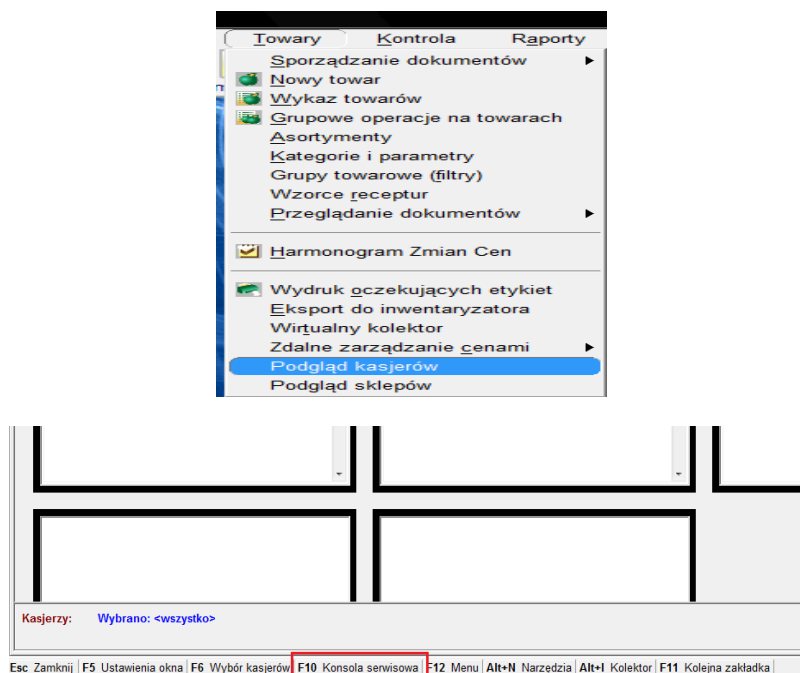 Towary Kontrola Raporty
Sporządzanie dokumentów
Nowy towar
Wykaz towarów
Grupowe operacje na towarach
Asortymenty
Kategorie i parametry
Grupy towarowe (filtry)
Wzorce receptur
Przeglądanie dokumentów
Harmonogram Zmian Cen
Wydruk oczekujących etykiet
Eksport do inwentaryzatora
Wirtualny kolektor
Zdalne zarządzanie cenami
Podgląd kasjerów
Podgląd sklepów
Kasjerzy: Wybrano: <wszystko>
Esc Zamknij F5 Ustawienia okna F6 Wybór kasjerów F10 Konsola serwisowa F12 Menu Alt+N Narzędzia Alt+I Kolektor F11 Kolejna zakładka